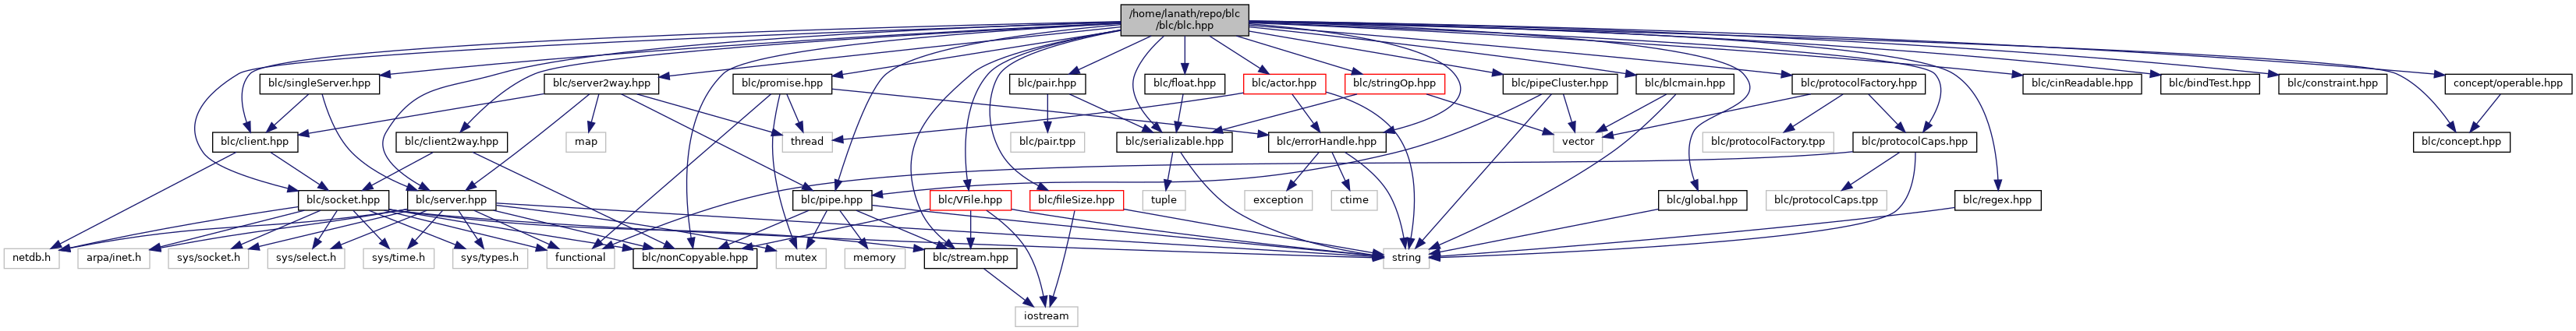 /home/lanath/repo/blc
/blc/blc.hpp
blc/singleServer.hpp
blc/server2way.hpp
blc/promise.hpp
blc/pair.hpp
blc/float.hpp
blc/actor.hpp
blc/stringOp.hpp
blc/pipeCluster.hpp
blc/blcmain.hpp
blc/protocolFactory.hpp
blc/cinReadable.hpp
blc/bindTest.hpp
blc/constraint.hpp
concept/operable.hpp
blc/client.hpp
blc/client2way.hpp
map
thread
blc/pair.tpp
blc/serializable.hpp
blc/errorHandle.hpp
vector
blc/protocolFactory.tpp
blc/protocolCaps.hpp
blc/concept.hpp
blc/socket.hpp
blc/server.hpp
blc/pipe.hpp
blc/VFile.hpp
blc/fileSize.hpp
tuple
exception
ctime
blc/global.hpp
blc/protocolCaps.tpp
blc/regex.hpp
netdb.h
arpa/inet.h
sys/socket.h
sys/select.h
sys/time.h
sys/types.h
functional
blc/nonCopyable.hpp
mutex
memory
blc/stream.hpp
string
iostream